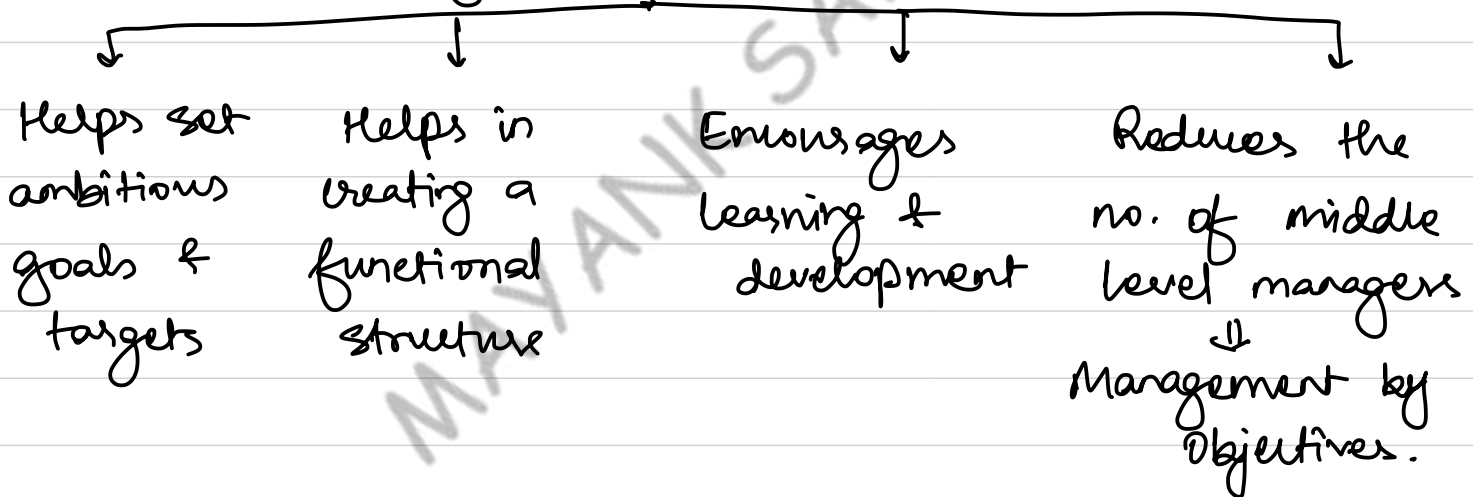 Helps set
ambitious
goals &
targets
Helps in
creating a
functional
structure
Encourages
learning &
development
Reduces the
no. of middle
level managers
⇓
Management by
Objectives.
MAYANK